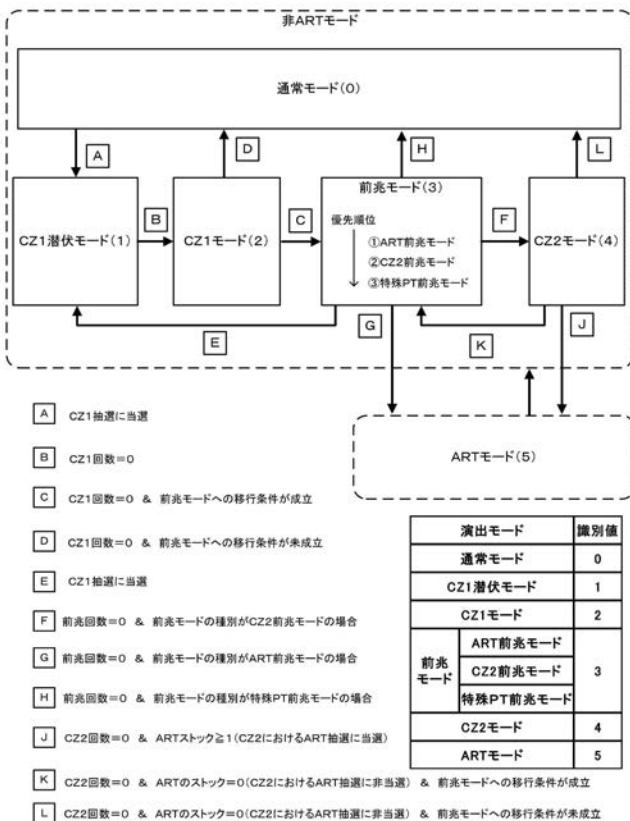 非ARTモード
通常モード(0)
A
D
H
L
CZ1潜伏モード(1)
B
CZ1モード(2)
C
前兆モード(3)
優先順位
①ART前兆モード
②CZ2前兆モード
③特殊PT前兆モード
F
CZ2モード(4)
E
G
K
J
ARTモード(5)
A CZ1抽選に当選
B CZ1回数=0
C CZ1回数=0 & 前兆モードへの移行条件が成立
D CZ1回数=0 & 前兆モードへの移行条件が未成立
E CZ1抽選に当選
F 前兆回数=0 & 前兆モードの種別がCZ2前兆モードの場合
G 前兆回数=0 & 前兆モードの種別がART前兆モードの場合
H 前兆回数=0 & 前兆モードの種別が特殊PT前兆モードの場合
J CZ2回数=0 & ARTストック≧1(CZ2におけるART抽選に当選)
K CZ2回数=0 & ARTのストック=0(CZ2におけるART抽選に非当選) & 前兆モードへの移行条件が成立
L CZ2回数=0 & ARTのストック=0(CZ2におけるART抽選に非当選) & 前兆モードへの移行条件が未成立
演出モード 識別値
通常モード 0
CZ1潜伏モード 1
CZ1モード 2
前兆モード
ART前兆モード
CZ2前兆モード
特殊PT前兆モード
3
CZ2モード 4
ARTモード 5